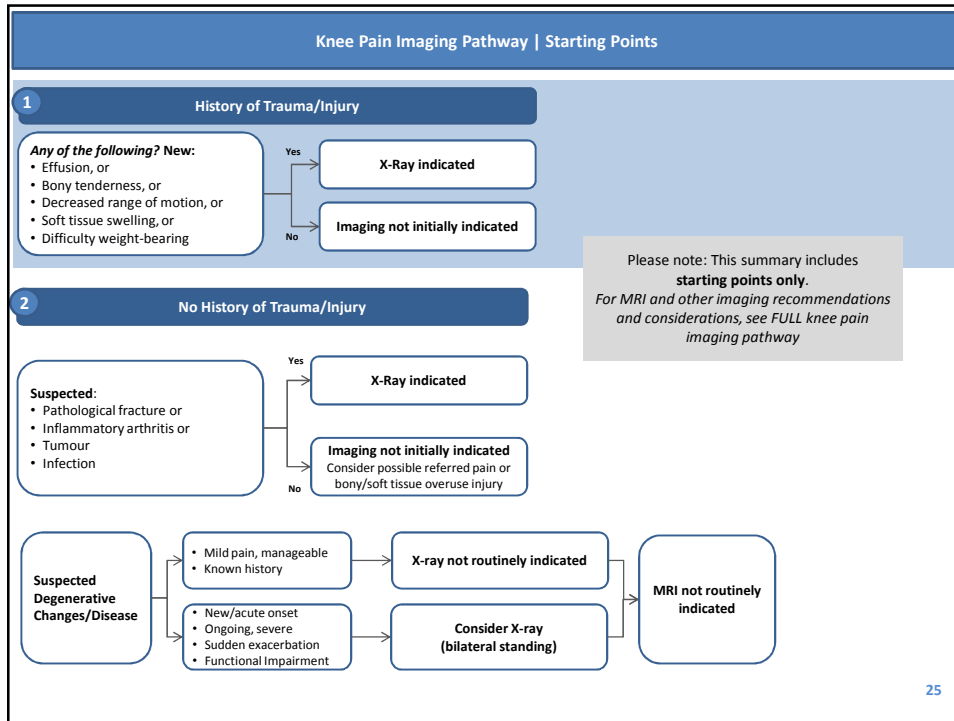 Knee Pain Imaging Pathway | Starting Points
1
History of Trauma/Injury
Any of the following? New:
• Effusion, or
• Bony tenderness, or
• Decreased range of motion, or
• Soft tissue swelling, or
• Difficulty weight-bearing
Yes
X-Ray indicated
No
Imaging not initially indicated
Please note: This summary includes
starting points only.
For MRI and other imaging recommendations
and considerations, see FULL knee pain
imaging pathway
2
No History of Trauma/Injury
Suspected:
• Pathological fracture or
• Inflammatory arthritis or
• Tumour
• Infection
Yes
X-Ray indicated
No
Imaging not initially indicated
Consider possible referred pain or
bony/soft tissue overuse injury
Suspected
Degenerative
Changes/Disease
• Mild pain, manageable
• Known history
X-ray not routinely indicated
• New/acute onset
• Ongoing, severe
• Sudden exacerbation
• Functional Impairment
Consider X-ray
(bilateral standing)
MRI not routinely
indicated
25